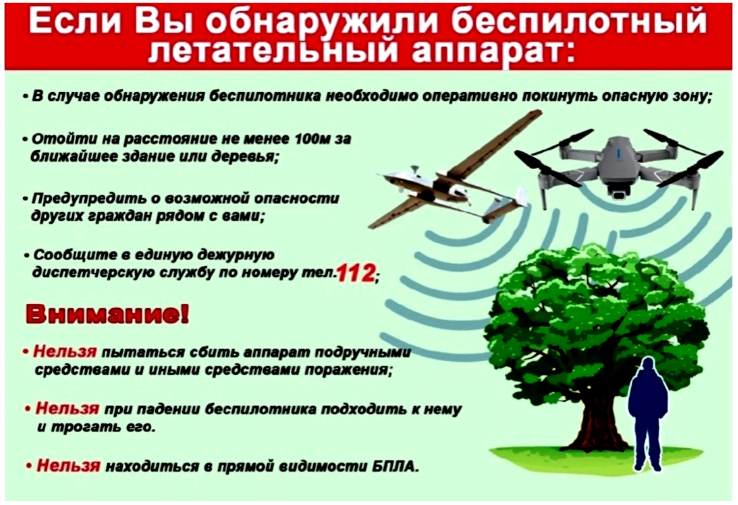 Если Вы обнаружили беспилотный
летательный аппарат:
• В случае обнаружения беспилотника необходимо оперативно покинуть опасную зону;
• Отойти на расстояние не менее 100м за
ближайшее здание или деревья;
• Предупредить о возможной опасности
других граждан рядом с вами;
• Сообщите в единую дежурную
диспетчерскую службу по номеру тел.112;
Внимание!
• Нельзя пытаться сбить аппарат подручными
средствами и иными средствами поражения;
• Нельзя при падении беспилотника подходить к нему
и трогать его.
• Нельзя находиться в прямой видимости БПЛА.